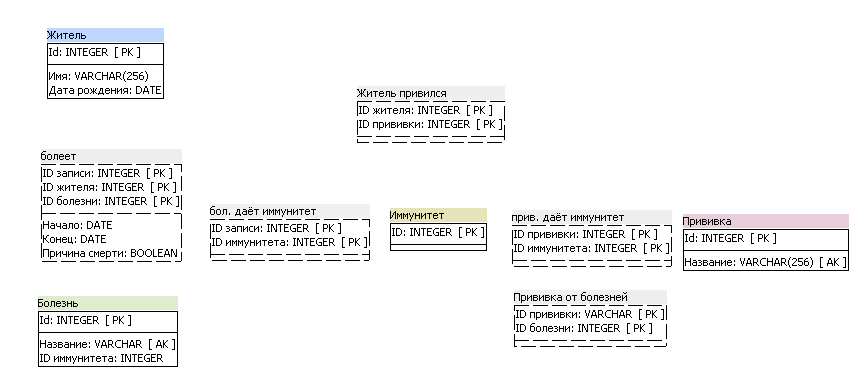 Житель
Id: INTEGER [ PK ]
Имя: VARCHAR(256)
Дата рождения: DATE
Житель привился
ID жителя: INTEGER [ PK ]
ID прививки: INTEGER [ PK ]
болеет
ID записи: INTEGER [ PK ]
ID жителя: INTEGER [ PK ]
ID болезни: INTEGER [ PK ]
Начало: DATE
Конец: DATE
Причина смерти: BOOLEAN
бол. даёт иммунитет
ID записи: INTEGER [ PK ]
ID иммунитета: INTEGER [ PK ]
Иммунитет
ID: INTEGER [ PK ]
прив. даёт иммунитет
ID прививки: INTEGER [ PK ]
ID иммунитета: INTEGER [ PK ]
Прививка
Id: INTEGER [ PK ]
Название: VARCHAR(256) [ AK ]
Болезнь
Id: INTEGER [ PK ]
Название: VARCHAR [ AK ]
ID иммунитета: INTEGER
Прививка от болезней
ID прививки: VARCHAR [ PK ]
ID болезни: INTEGER [ PK ]